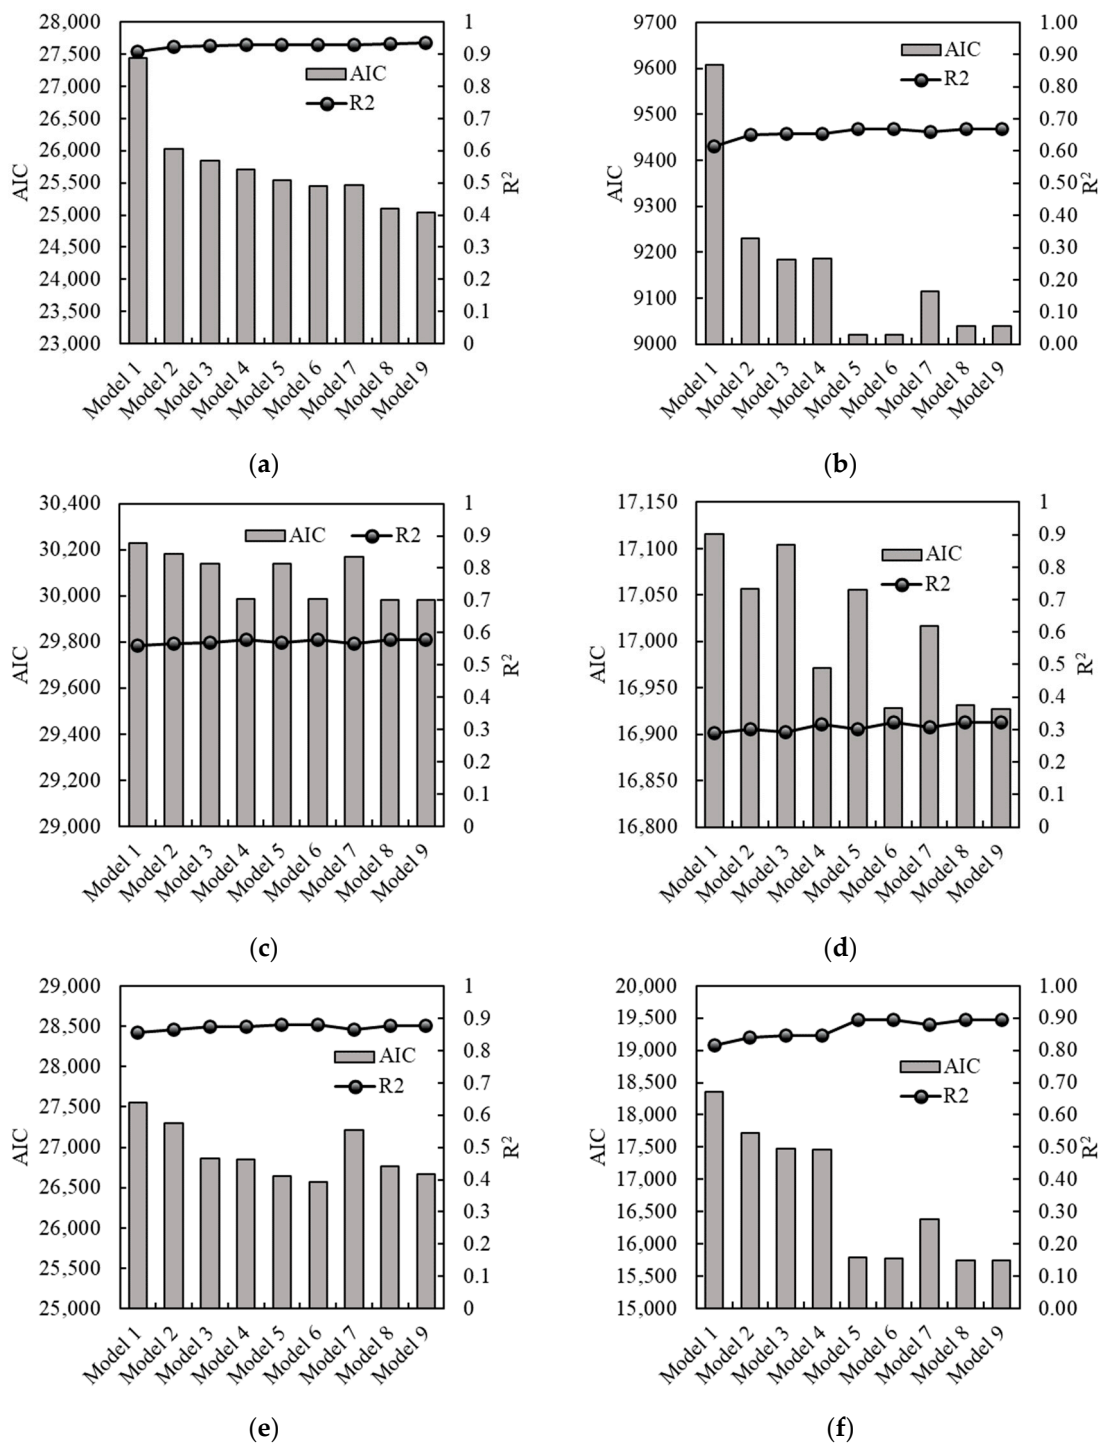 28,000
27,500
27,000
26,500
26,000
25,500
25,000
24,500
24,000
23,500
23,000
AIC
1
0.9
0.8
0.7
0.6
0.5
0.4
0.3
0.2
0.1
0
R2
AIC
R2
Model 1
Model 2
Model 3
Model 4
Model 5
Model 6
Model 7
Model 8
Model 9
(a)
9700
9600
9500
9400
9300
9200
9100
9000
AIC
1.00
0.90
0.80
0.70
0.60
0.50
0.40
0.30
0.20
0.10
0.00
R2
AIC
R2
Model 1
Model 2
Model 3
Model 4
Model 5
Model 6
Model 7
Model 8
Model 9
(b)
30,400
30,200
30,000
29,800
29,600
29,400
29,200
29,000
AIC
1
0.9
0.8
0.7
0.6
0.5
0.4
0.3
0.2
0.1
0
R2
AIC R2
Model 1
Model 2
Model 3
Model 4
Model 5
Model 6
Model 7
Model 8
Model 9
(c)
17,150
17,100
17,050
17,000
16,950
16,900
16,850
16,800
AIC
1
0.9
0.8
0.7
0.6
0.5
0.4
0.3
0.2
0.1
0
R2
AIC
R2
Model 1
Model 2
Model 3
Model 4
Model 5
Model 6
Model 7
Model 8
Model 9
(d)
29,000
28,500
28,000
27,500
27,000
26,500
26,000
25,500
25,000
AIC
1
0.9
0.8
0.7
0.6
0.5
0.4
0.3
0.2
0.1
0
R2
AIC
R2
Model 1
Model 2
Model 3
Model 4
Model 5
Model 6
Model 7
Model 8
Model 9
(e)
20,000
19,500
19,000
18,500
18,000
17,500
17,000
16,500
16,000
15,500
15,000
AIC
1.00
0.90
0.80
0.70
0.60
0.50
0.40
0.30
0.20
0.10
0.00
R2
AIC
R2
Model 1
Model 2
Model 3
Model 4
Model 5
Model 6
Model 7
Model 8
Model 9
(f)